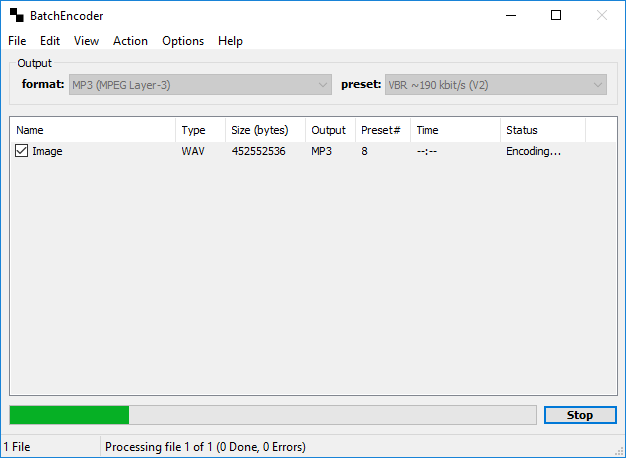 BatchEncoder
File Edit View Action Options Help
Output
format: MP3 (MPEG Layer-3) preset: VBR ~190 kbit/s (V2)
Name Type Size (bytes) Output Preset# Time Status
Image WAV 452552536 MP3 8 --:-- Encoding...
Stop
1 File Processing file 1 of 1 (0 Done, 0 Errors)